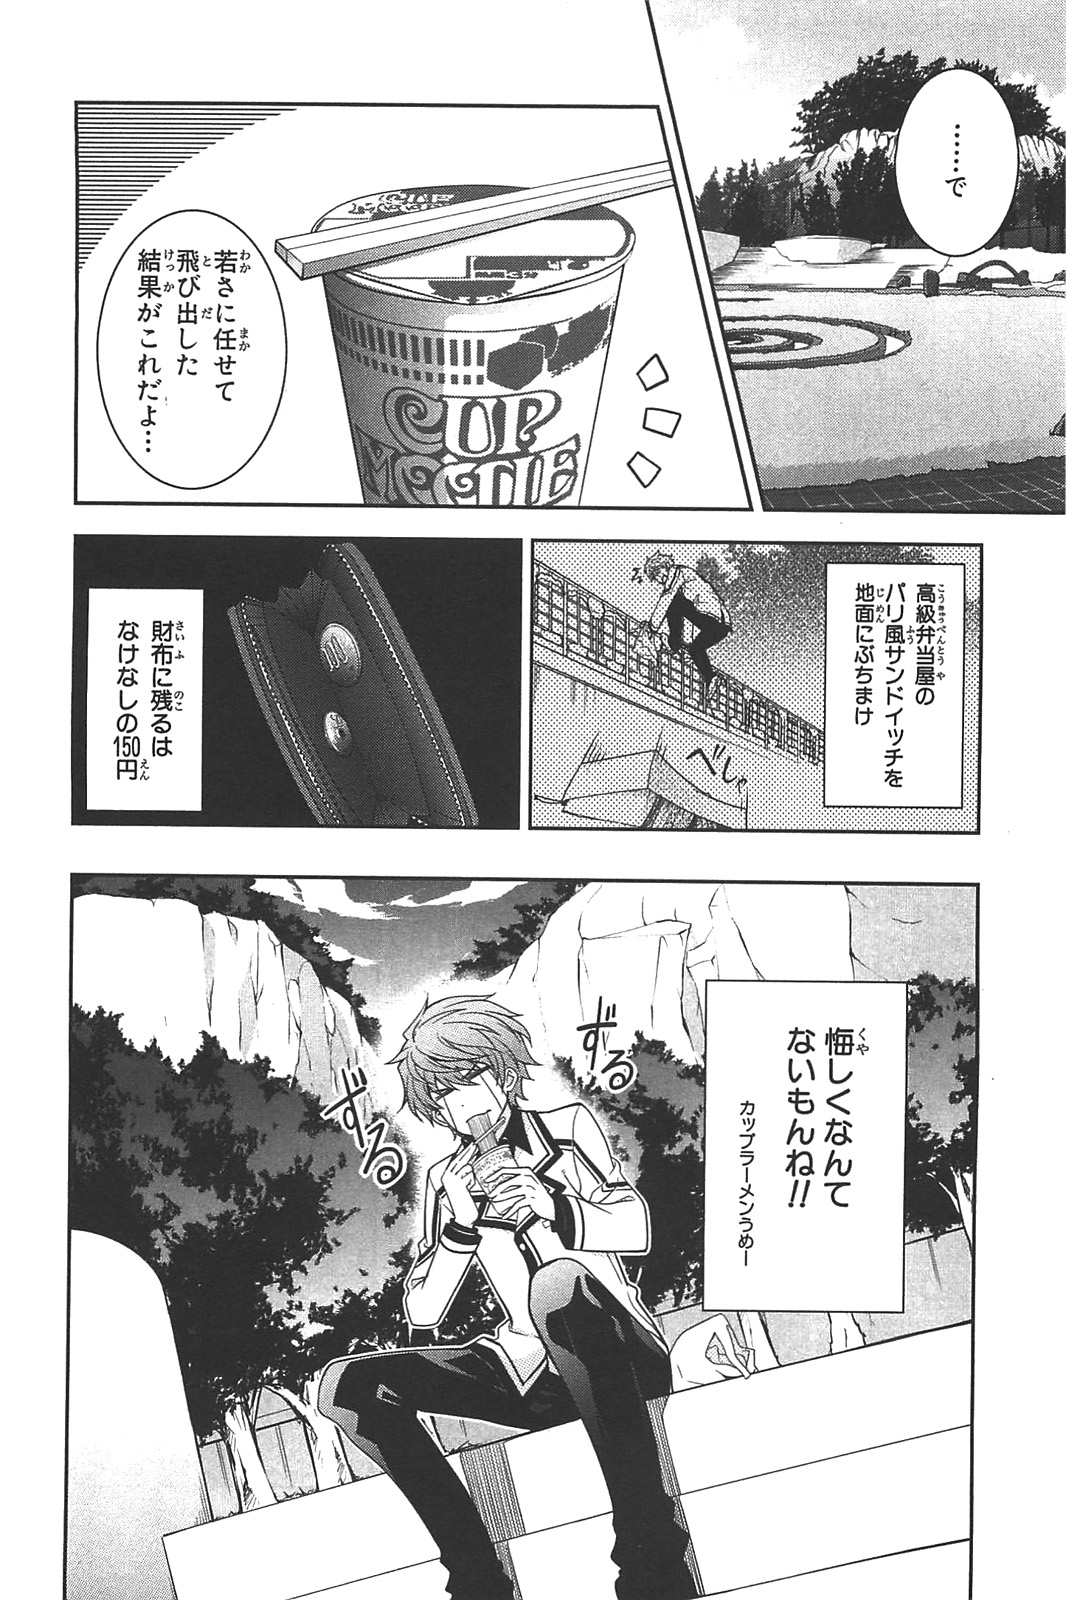 ……で
若さに任せて
飛び出した
結果がこれだよ…
CUP
高級弁当屋の
パリ風サンドイッチを
地面にぶちまけ
べしゃ
財布に残るは
なけなしの150円
悔しくなんて
ないもんね!!
カップラーメンうめー
ずる
ずる